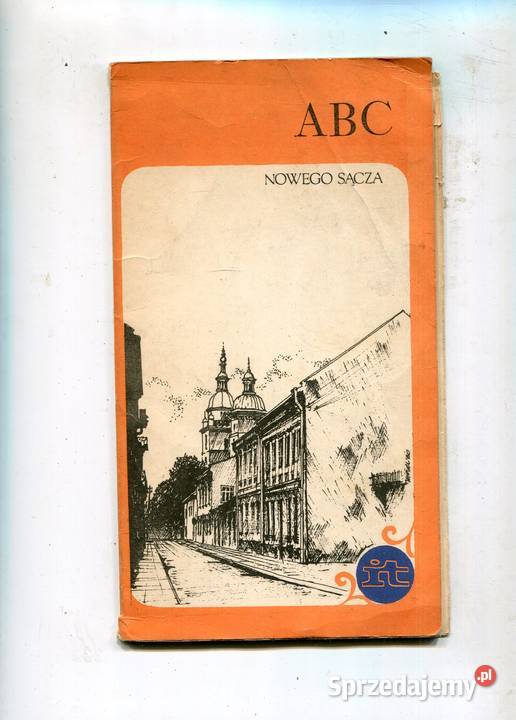 ABC
NOWEGO SĄCZA
it
Sprzedajemy.pl